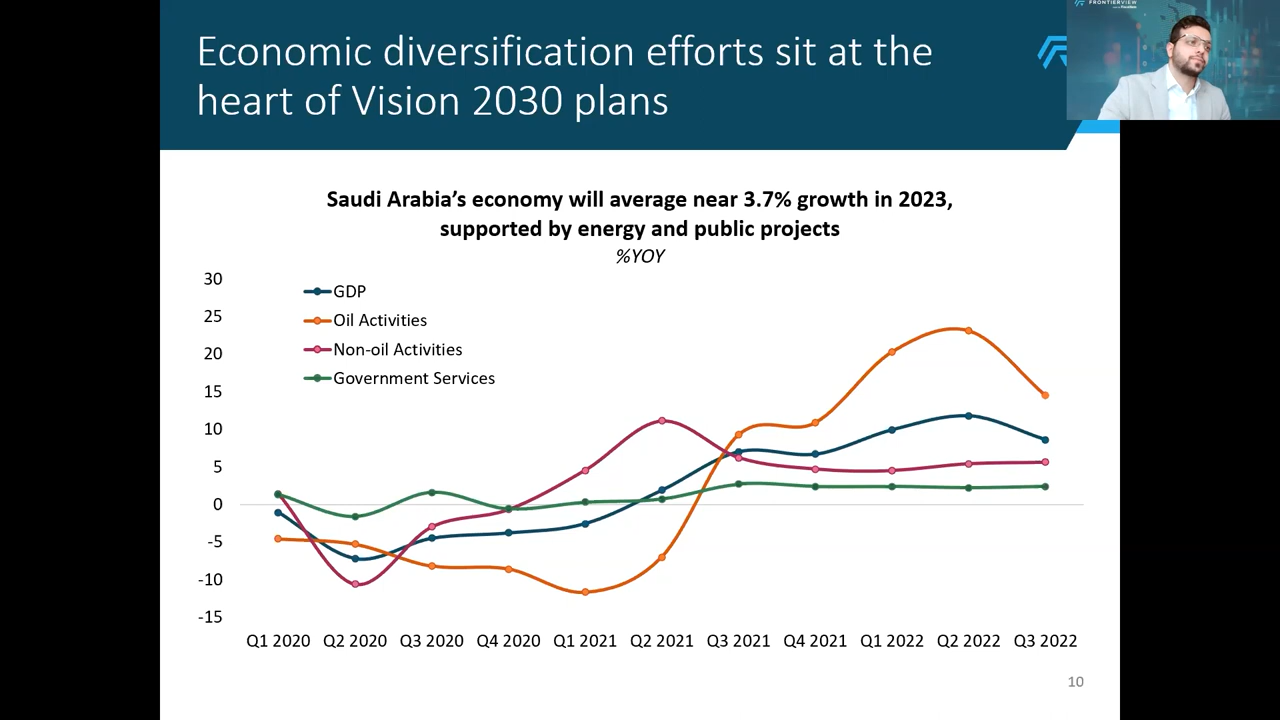 FRONTIERVIEW
Economic diversification efforts sit at the
heart of Vision 2030 plans
Saudi Arabia’s economy will average near 3.7% growth in 2023,
supported by energy and public projects
%YOY
30
25
20
15
10
5
0
-5
-10
-15
GDP
Oil Activities
Non-oil Activities
Government Services
Q1 2020 Q2 2020 Q3 2020 Q4 2020 Q1 2021 Q2 2021 Q3 2021 Q4 2021 Q1 2022 Q2 2022 Q3 2022
10